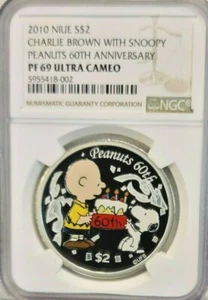 2010 NIUE S$2
CHARLIE BROWN WITH SNOOPY
PEANUTS 60TH ANNIVERSARY
PF 69 ULTRA CAMEO
5955418-002
NUMISMATIC GUARANTY CORPORATION
NGC
Peanuts 60th
60th
$2